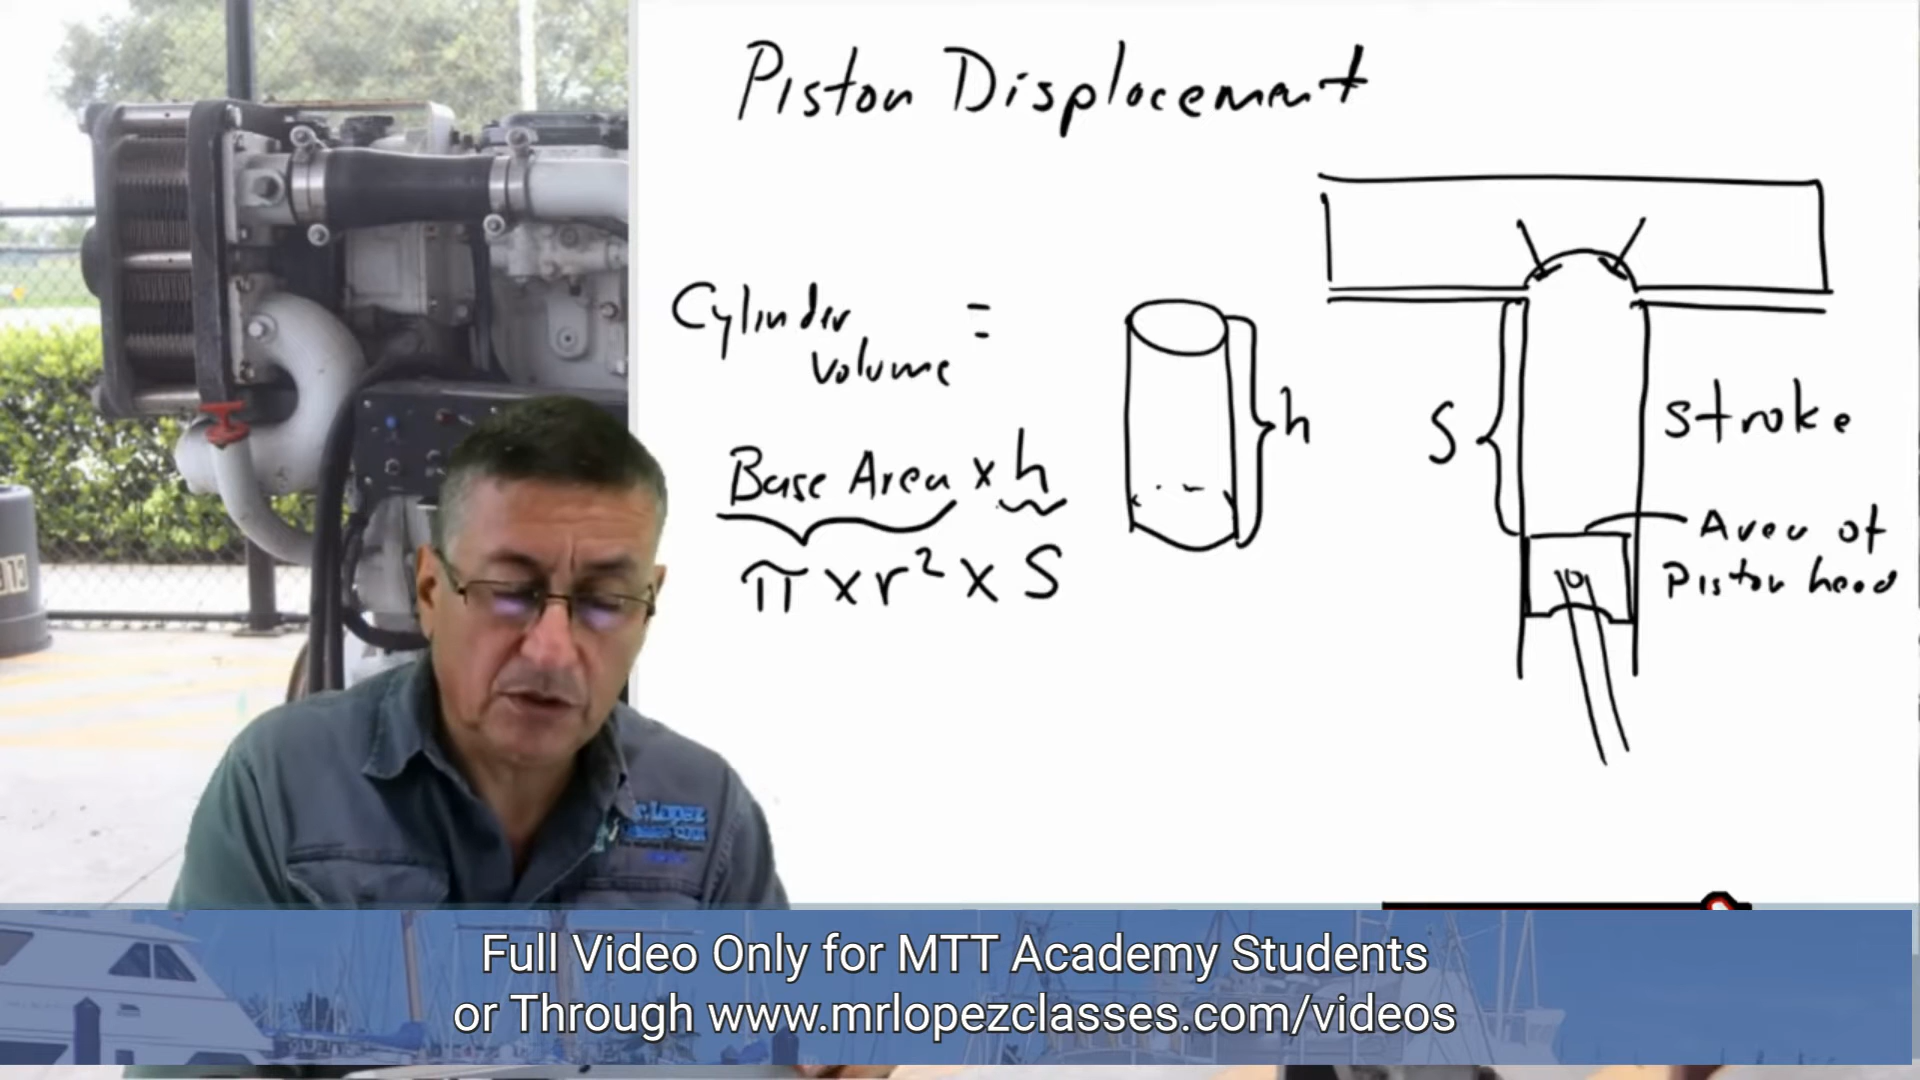 Piston Displacement
Cylinder
volume =
h
S
stroke
Base Area x h
π x r² x S
Area of
Piston head
Full Video Only for MTT Academy Students
or Through www.mrlopezclasses.com/videos